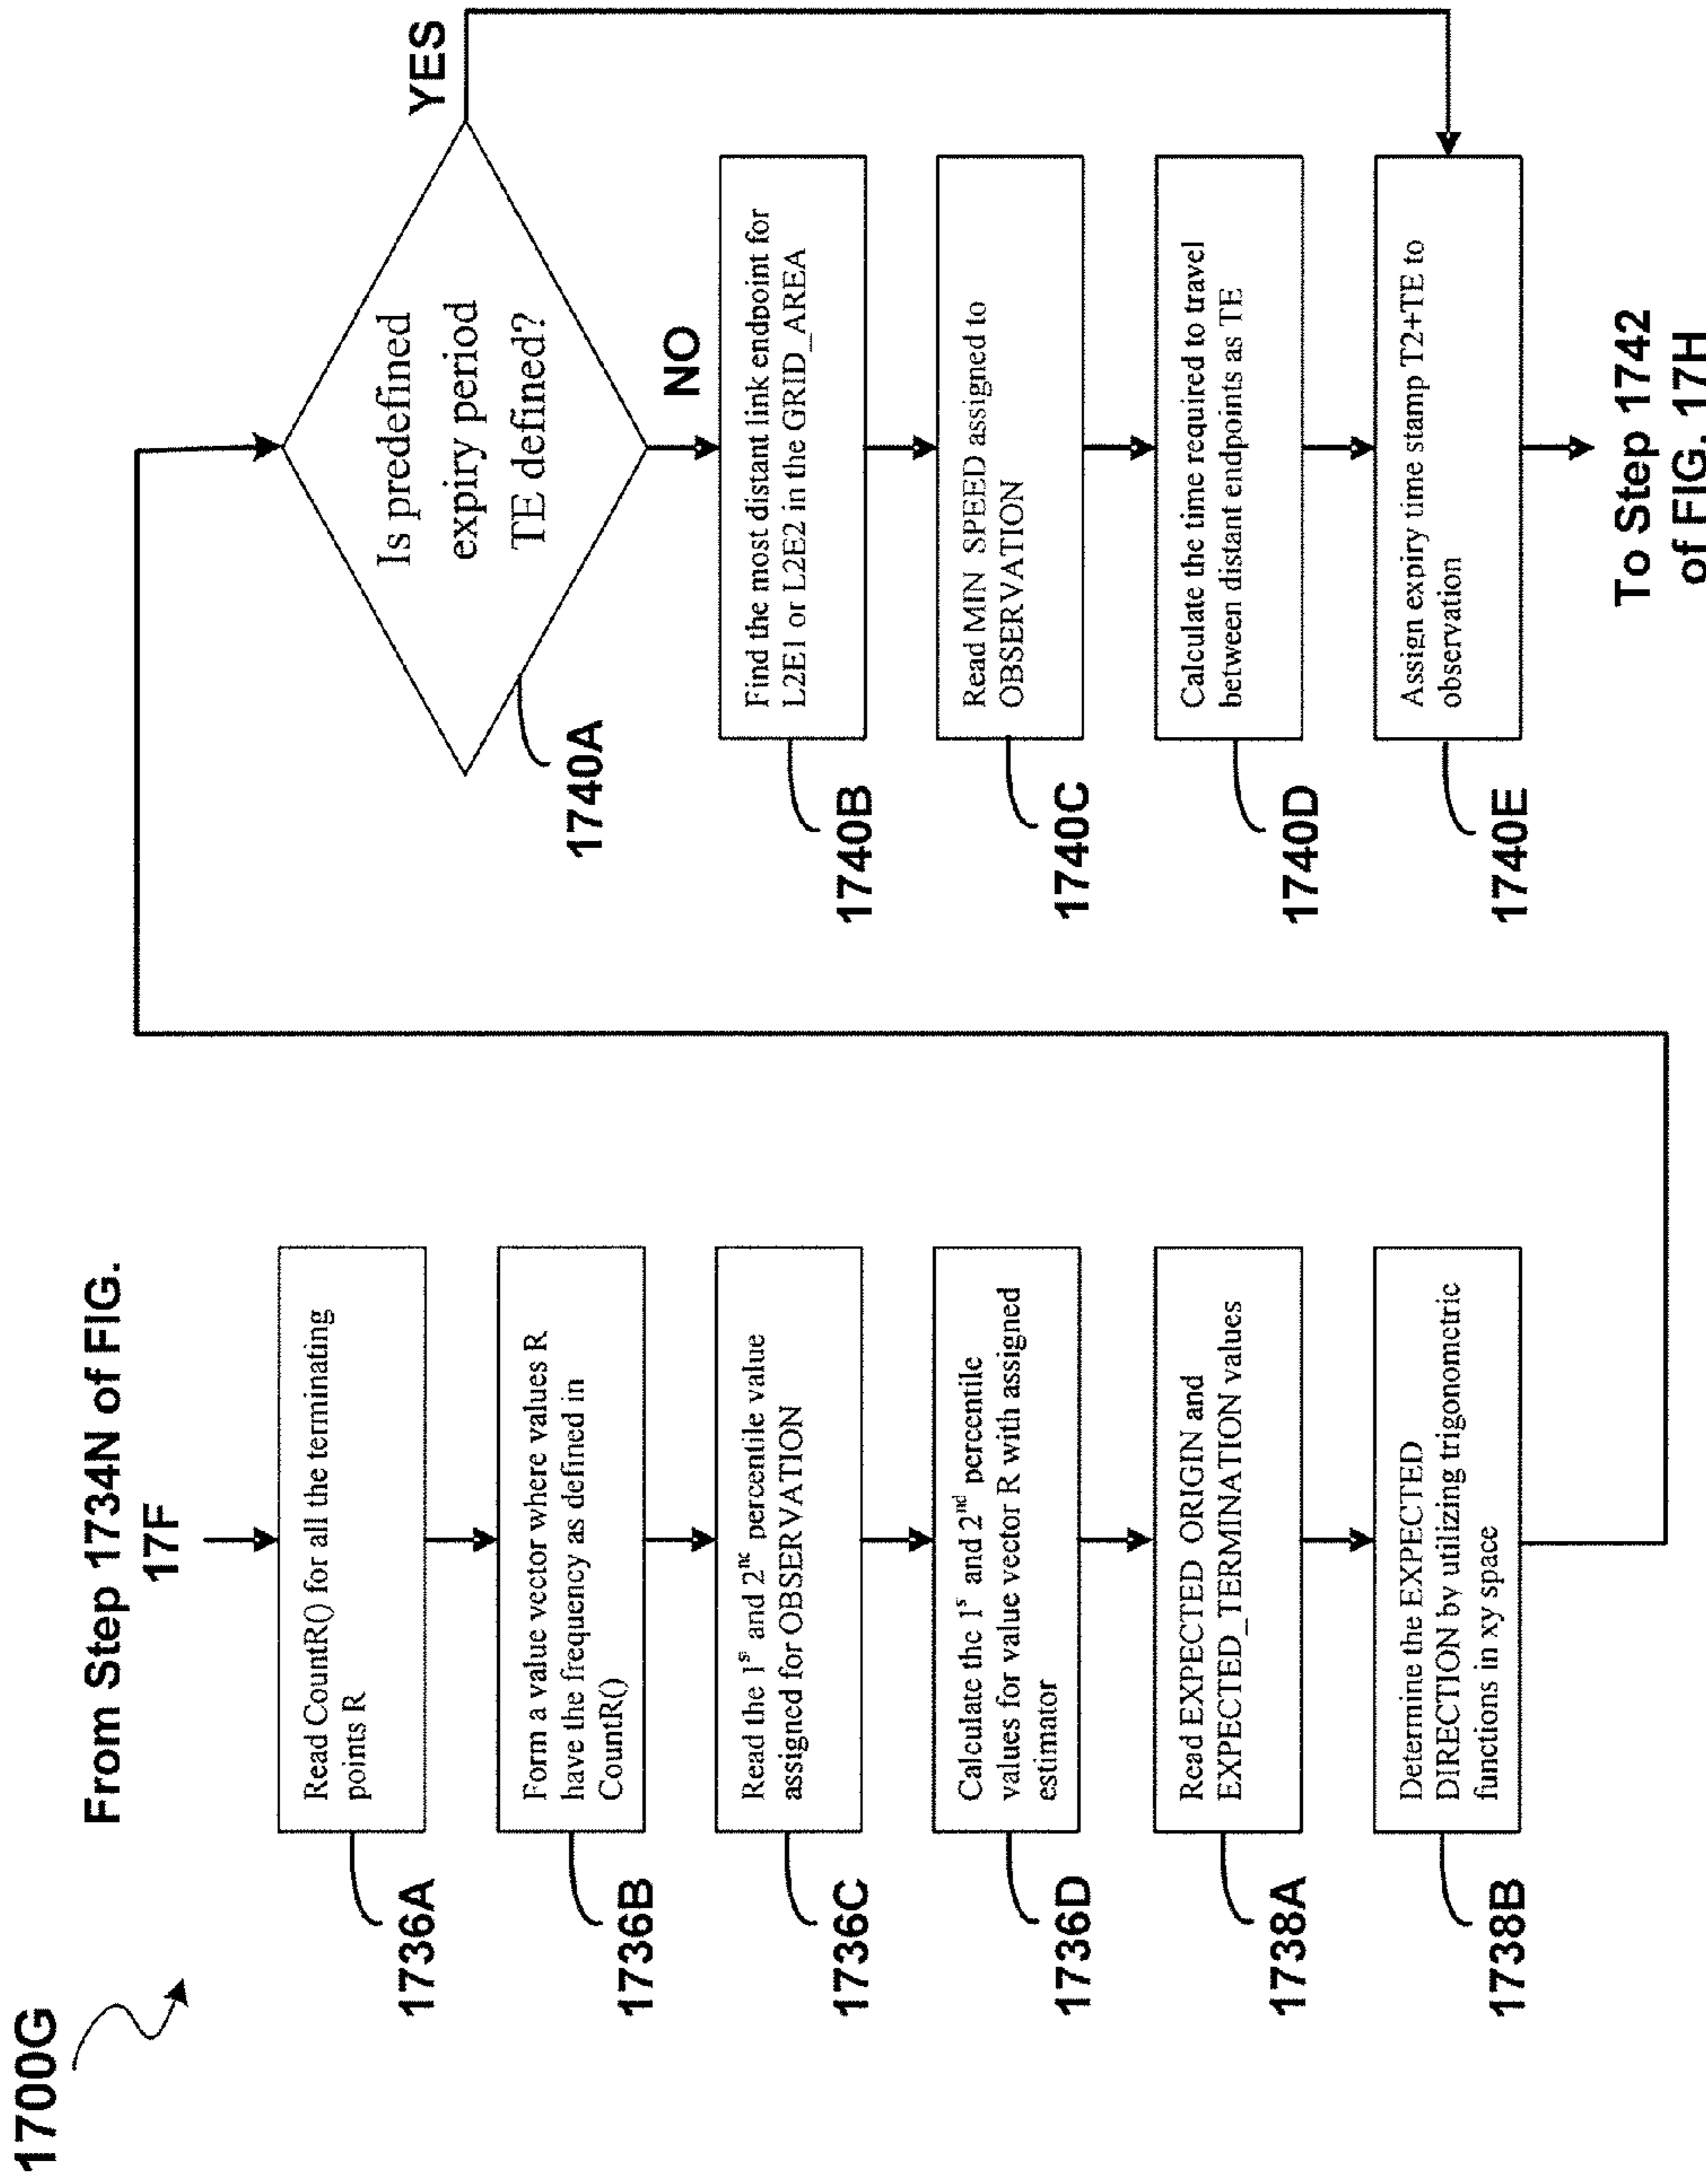 1700G
From Step 1734N of FIG.
17F
Read CountR() for all the terminating
points R
1736A
Form a value vector where values R
have the frequency as defined in
CountR()
1736B
Read the 1st and 2nd percentile value
assigned for OBSERVATION
1736C
Calculate the 1st and 2nd percentile
values for value vector R with assigned
estimator
1736D
Read EXPECTED ORIGIN and
EXPECTED_TERMINATION values
1738A
Determine the EXPECTED
DIRECTION by utilizing trigonometric
functions in xy space
1738B
Is predefined
expiry period
TE defined?
YES
NO
1740A
Find the most distant link endpoint for
L2E1 or L2E2 in the GRID_AREA
1740B
Read MIN SPEED assigned to
OBSERVATION
1740C
Calculate the time required to travel
between distant endpoints as TE
1740D
Assign expiry time stamp T2+TE to
observation
1740E
To Step 1742
of FIG. 17H